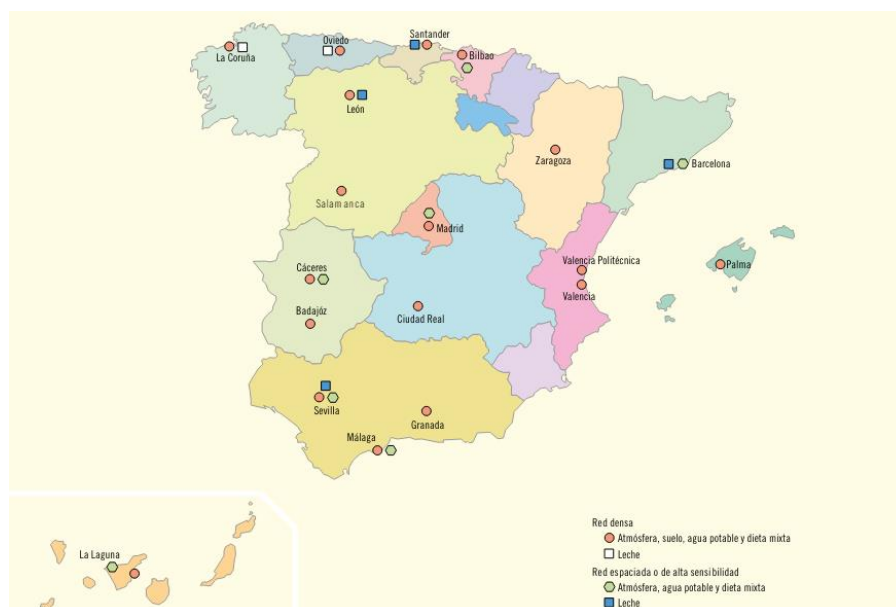 Santander
Oviedo
La Coruña
Bilbao
León
Zaragoza
Barcelona
Salamanca
Madrid
Valencia Politécnica
Cáceres
Palma
Valencia
Badajóz
Ciudad Real
Sevilla
Granada
Málaga
La Laguna
Red densa
Atmósfera, suelo, agua potable y dieta mixta
Leche
Red espaciada o de alta sensibilidad
Atmósfera, agua potable y dieta mixta
Leche